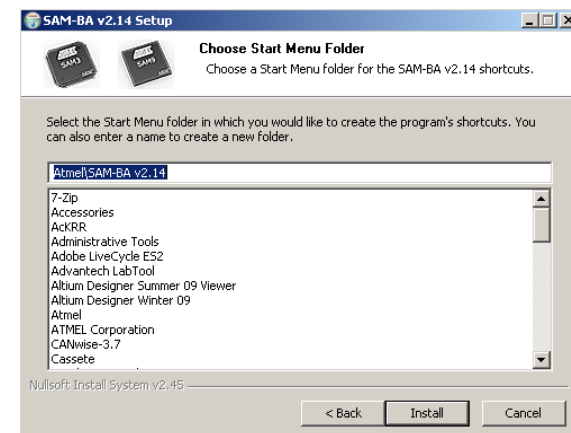 SAM-BA v2.14 Setup
Choose Start Menu Folder
Choose a Start Menu folder for the SAM-BA v2.14 shortcuts.
Select the Start Menu folder in which you would like to create the program's shortcuts. You
can also enter a name to create a new folder.
Atmel\SAM-BA v2.14
7-Zip
Accessories
AcKRR
Administrative Tools
Adobe LiveCycle ES2
Advantech LabTool
Altium Designer Summer 09 Viewer
Altium Designer Winter 09
Atmel
ATMEL Corporation
CANwise-3.7
Cassete
Nullsoft Install System v2.45
< Back
Install
Cancel